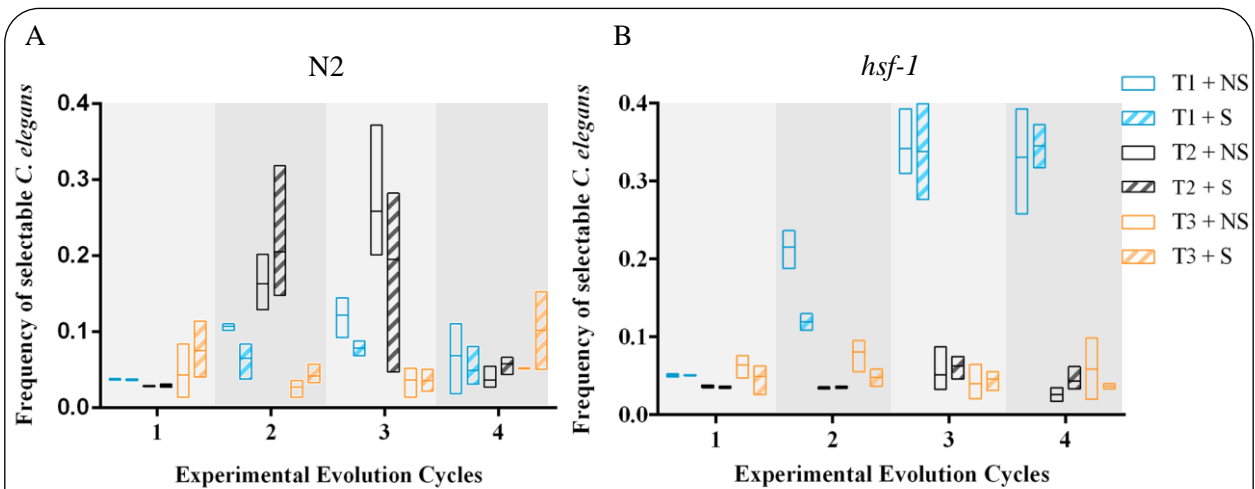 A
N2
Frequency of selectable C. elegans
0.4
0.3
0.2
0.1
0.0
1 2 3 4
Experimental Evolution Cycles
B
hsf-1
Frequency of selectable C. elegans
0.4
0.3
0.2
0.1
0.0
1 2 3 4
Experimental Evolution Cycles
T1 + NS
T1 + S
T2 + NS
T2 + S
T3 + NS
T3 + S